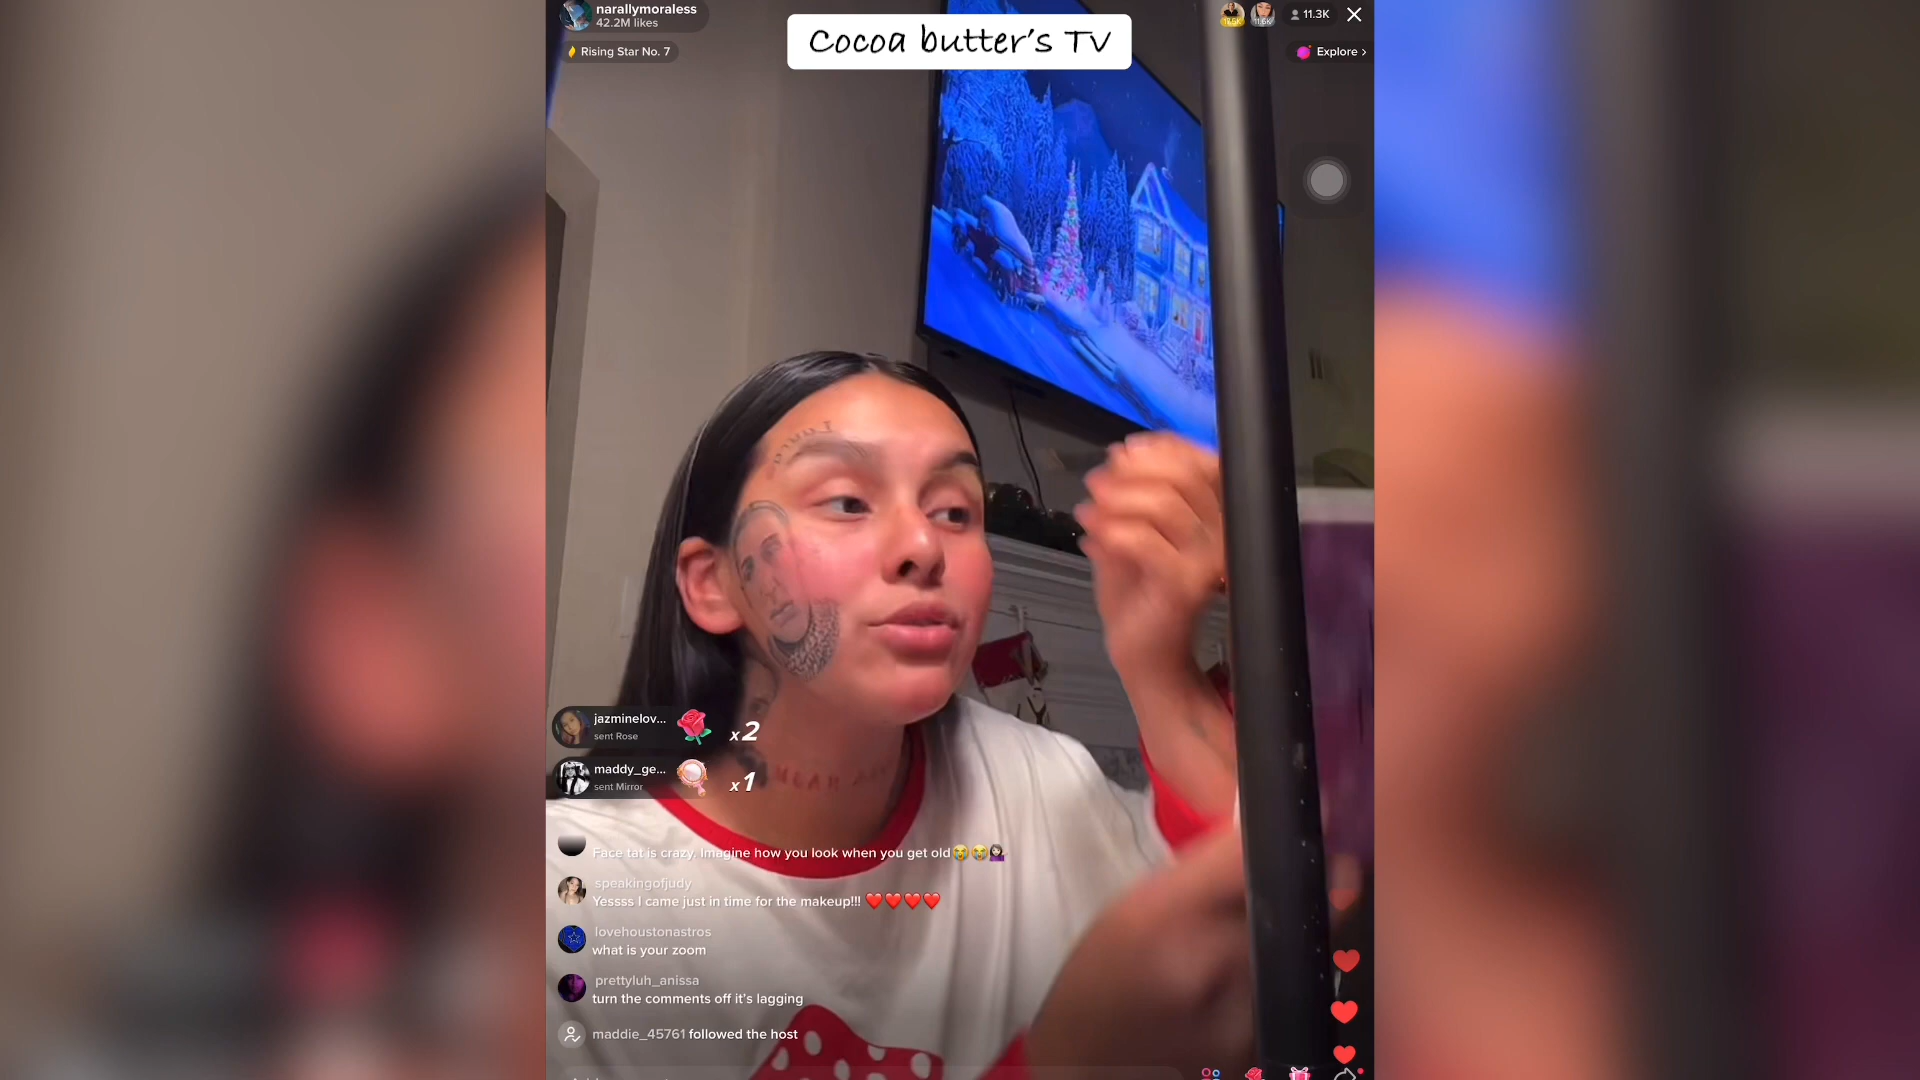 narallymoraless
42.2M likes
11.3K
Rising Star No. 7
Explore >
Cocoa butter's TV
jazminelov...
sent Rose
x2
maddy_ge...
sent Mirror
x1
Face tat is crazy. Imagine how you look when you get old😭😭💁🏻‍♀️
speakingofjudy
Yessss I came just in time for the makeup!!! ❤️❤️❤️❤️
lovehoustonastros
what is your zoom
prettyluh_anissa
turn the comments off it's lagging
maddie_45761 followed the host